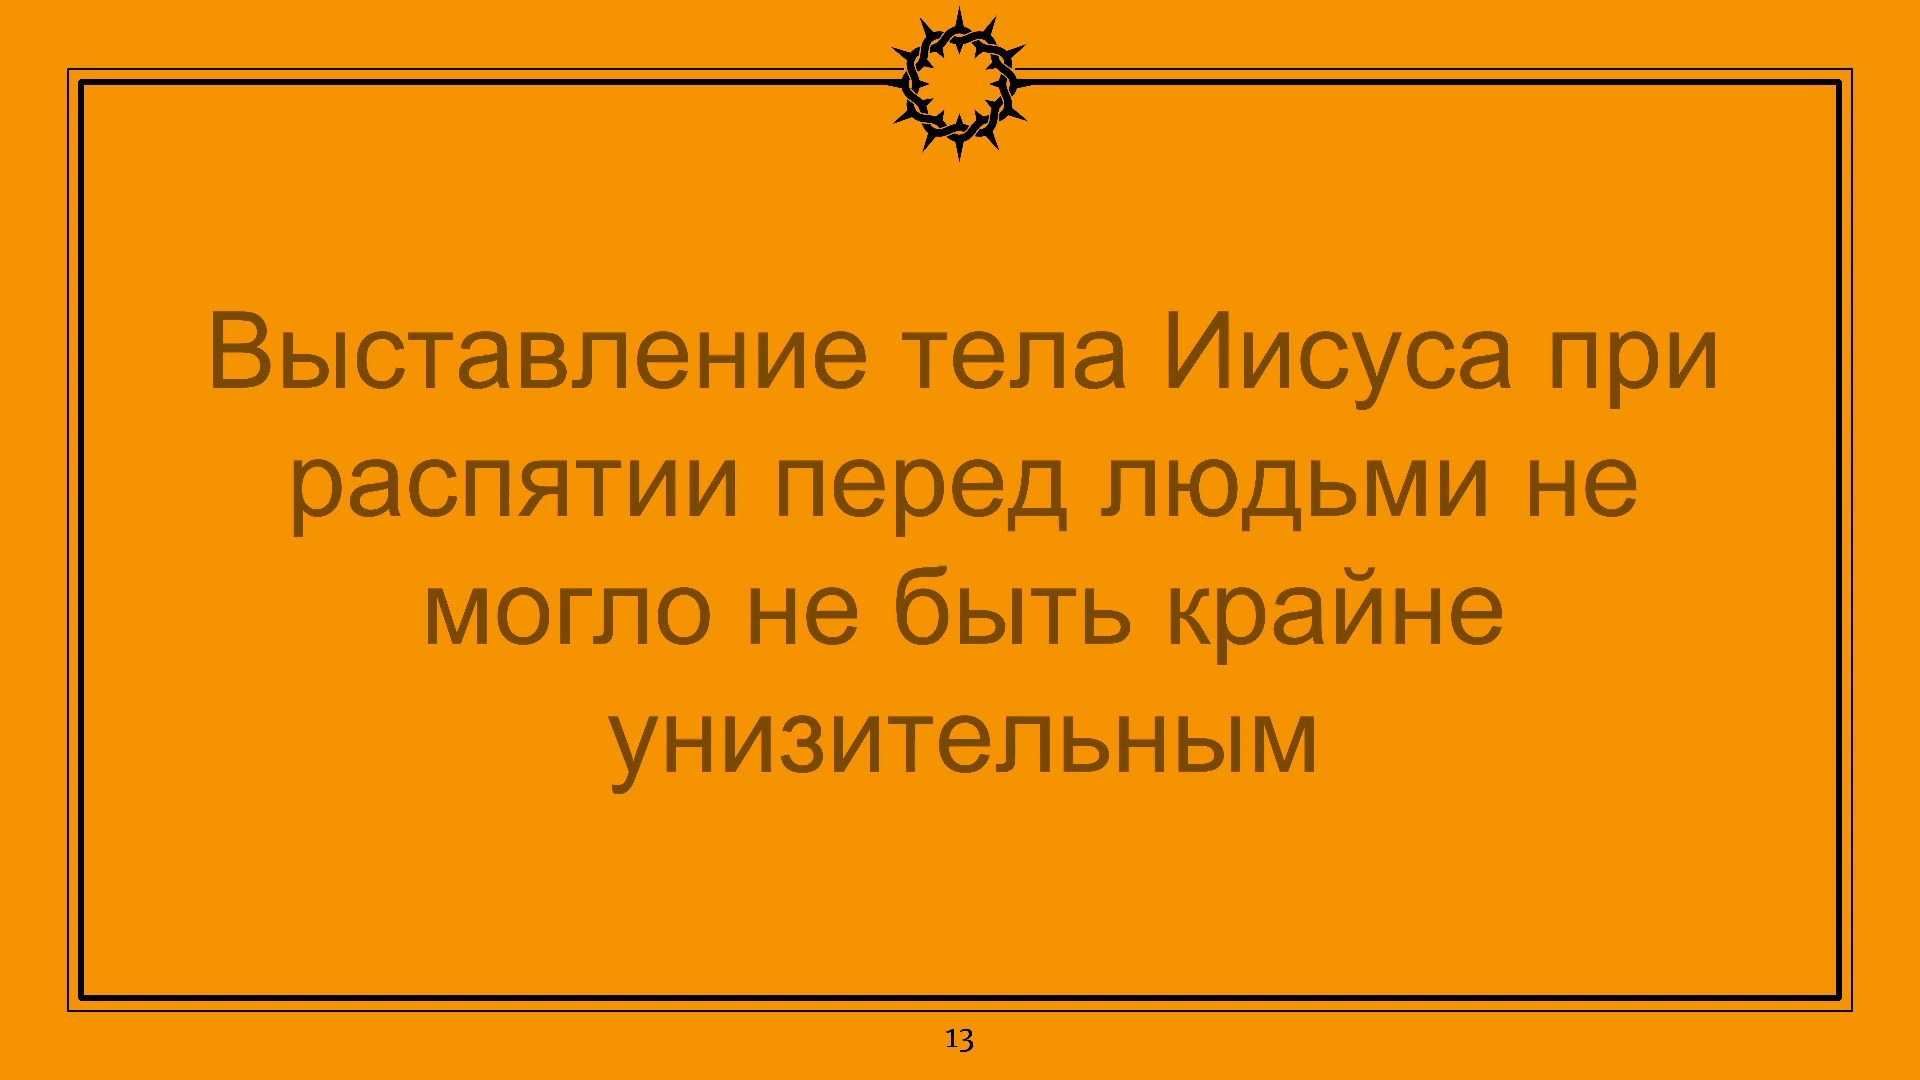 Выставление тела Иисуса при
распятии перед людьми не
могло не быть крайне
унизительным
13